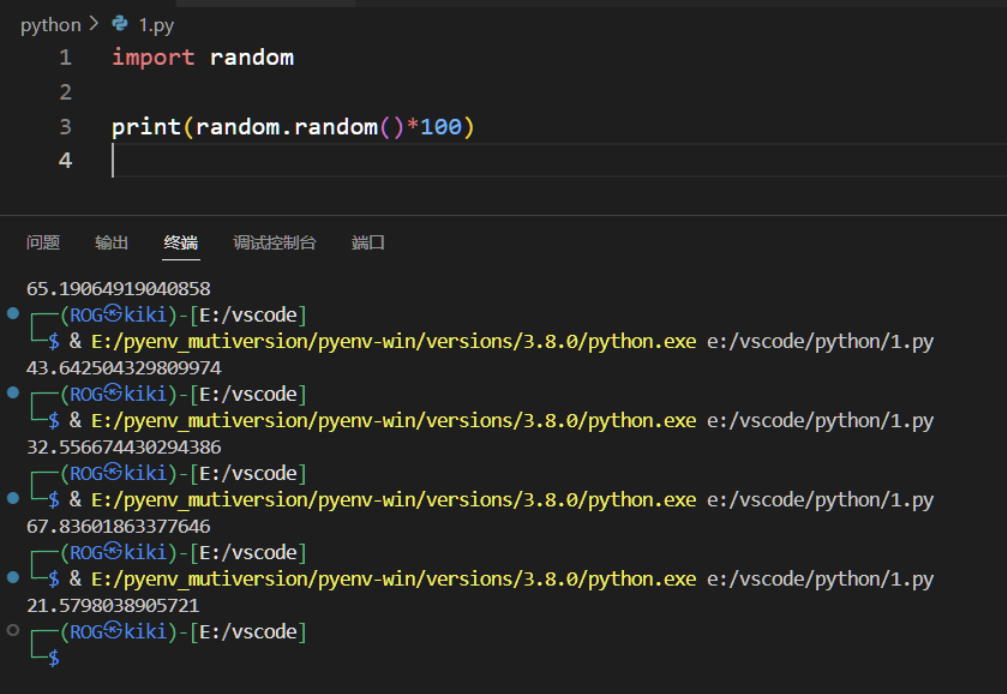 python > 1.py
1 import random
2
3 print(random.random()*100)
4
问题 输出 终端 调试控制台 端口
65.19064919040858
┌──(ROG㉿kiki)-[E:/vscode]
└─$ & E:/pyenv_mutiversion/pyenv-win/versions/3.8.0/python.exe e:/vscode/python/1.py
43.642504329809974
┌──(ROG㉿kiki)-[E:/vscode]
└─$ & E:/pyenv_mutiversion/pyenv-win/versions/3.8.0/python.exe e:/vscode/python/1.py
32.556674430294386
┌──(ROG㉿kiki)-[E:/vscode]
└─$ & E:/pyenv_mutiversion/pyenv-win/versions/3.8.0/python.exe e:/vscode/python/1.py
67.83601863377646
┌──(ROG㉿kiki)-[E:/vscode]
└─$ & E:/pyenv_mutiversion/pyenv-win/versions/3.8.0/python.exe e:/vscode/python/1.py
21.5798038905721
┌──(ROG㉿kiki)-[E:/vscode]
└─$